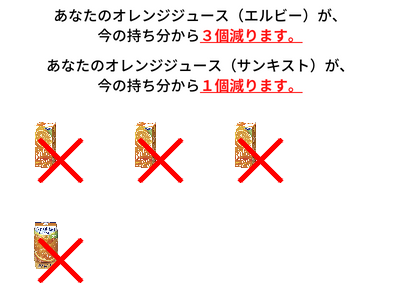 あなたのオレンジジュース（エルビー）が、
今の持ち分から３個減ります。
あなたのオレンジジュース（サンキスト）が、
今の持ち分から１個減ります。